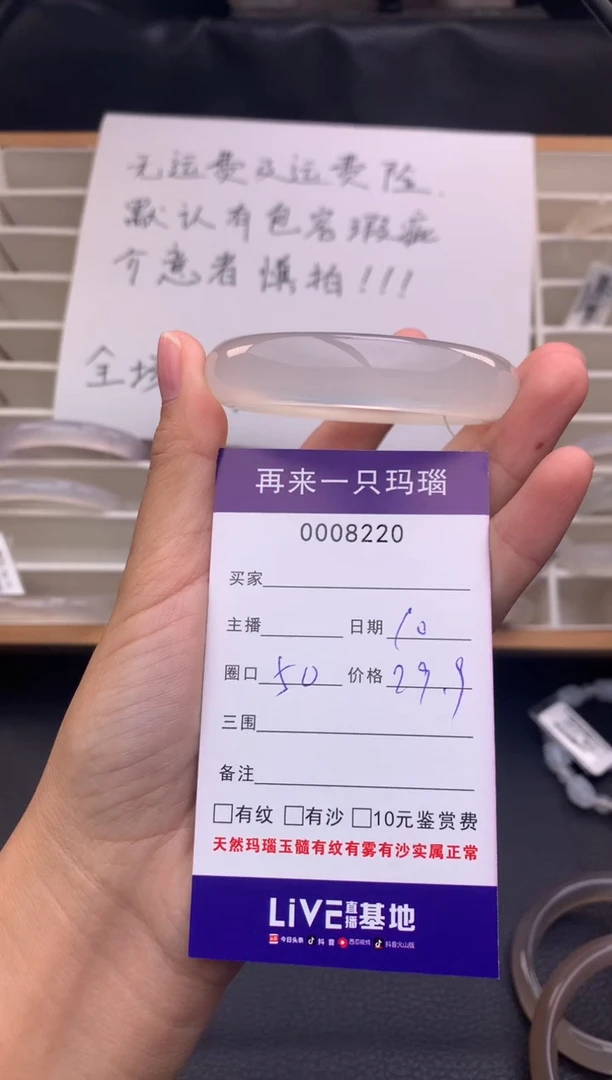 无运费及运费险
默认有色容瑕疵
介意者慎拍!!!
全场
再来一只玛瑙
0008220
买家
主播 日期 10
圈口 50 价格 29.9
三围
备注
□有纹 □有沙 □10元鉴赏费
天然玛瑙玉髓有纹有雾有沙实属正常
LiVE直播基地
今日头条 抖音 西瓜视频 抖音火山版